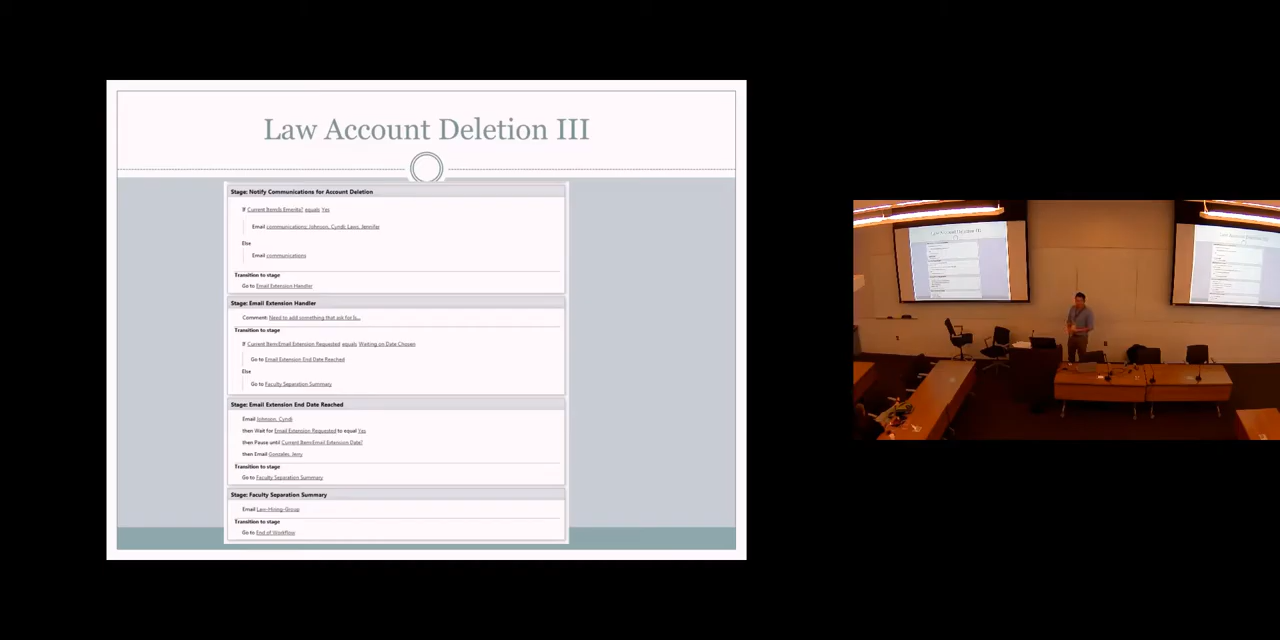 Law Account Deletion III
Stage: Notify Communications for Account Deletion
If Current Item:Is Emerita? equals Yes
Email communications; Johnson, Cyndi; Laws, Jennifer
Else
Email communications
Transition to stage
Go to Email Extension Handler
Stage: Email Extension Handler
Comment: Need to add something that ask for is...
Transition to stage
If Current Item:Email Extension Requested equals Waiting on Date Chosen
Go to Email Extension End Date Reached
Else
Go to Faculty Separation Summary
Stage: Email Extension End Date Reached
Email Johnson, Cyndi
then Wait for Email Extension Requested to equal Yes
then Pause until Current Item:Email Extension Date?
then Email Gonzales, Jerry
Transition to stage
Go to Faculty Separation Summary
Stage: Faculty Separation Summary
Email Law-Hiring-Group
Transition to stage
Go to End of Workflow
Law Account Deletion III